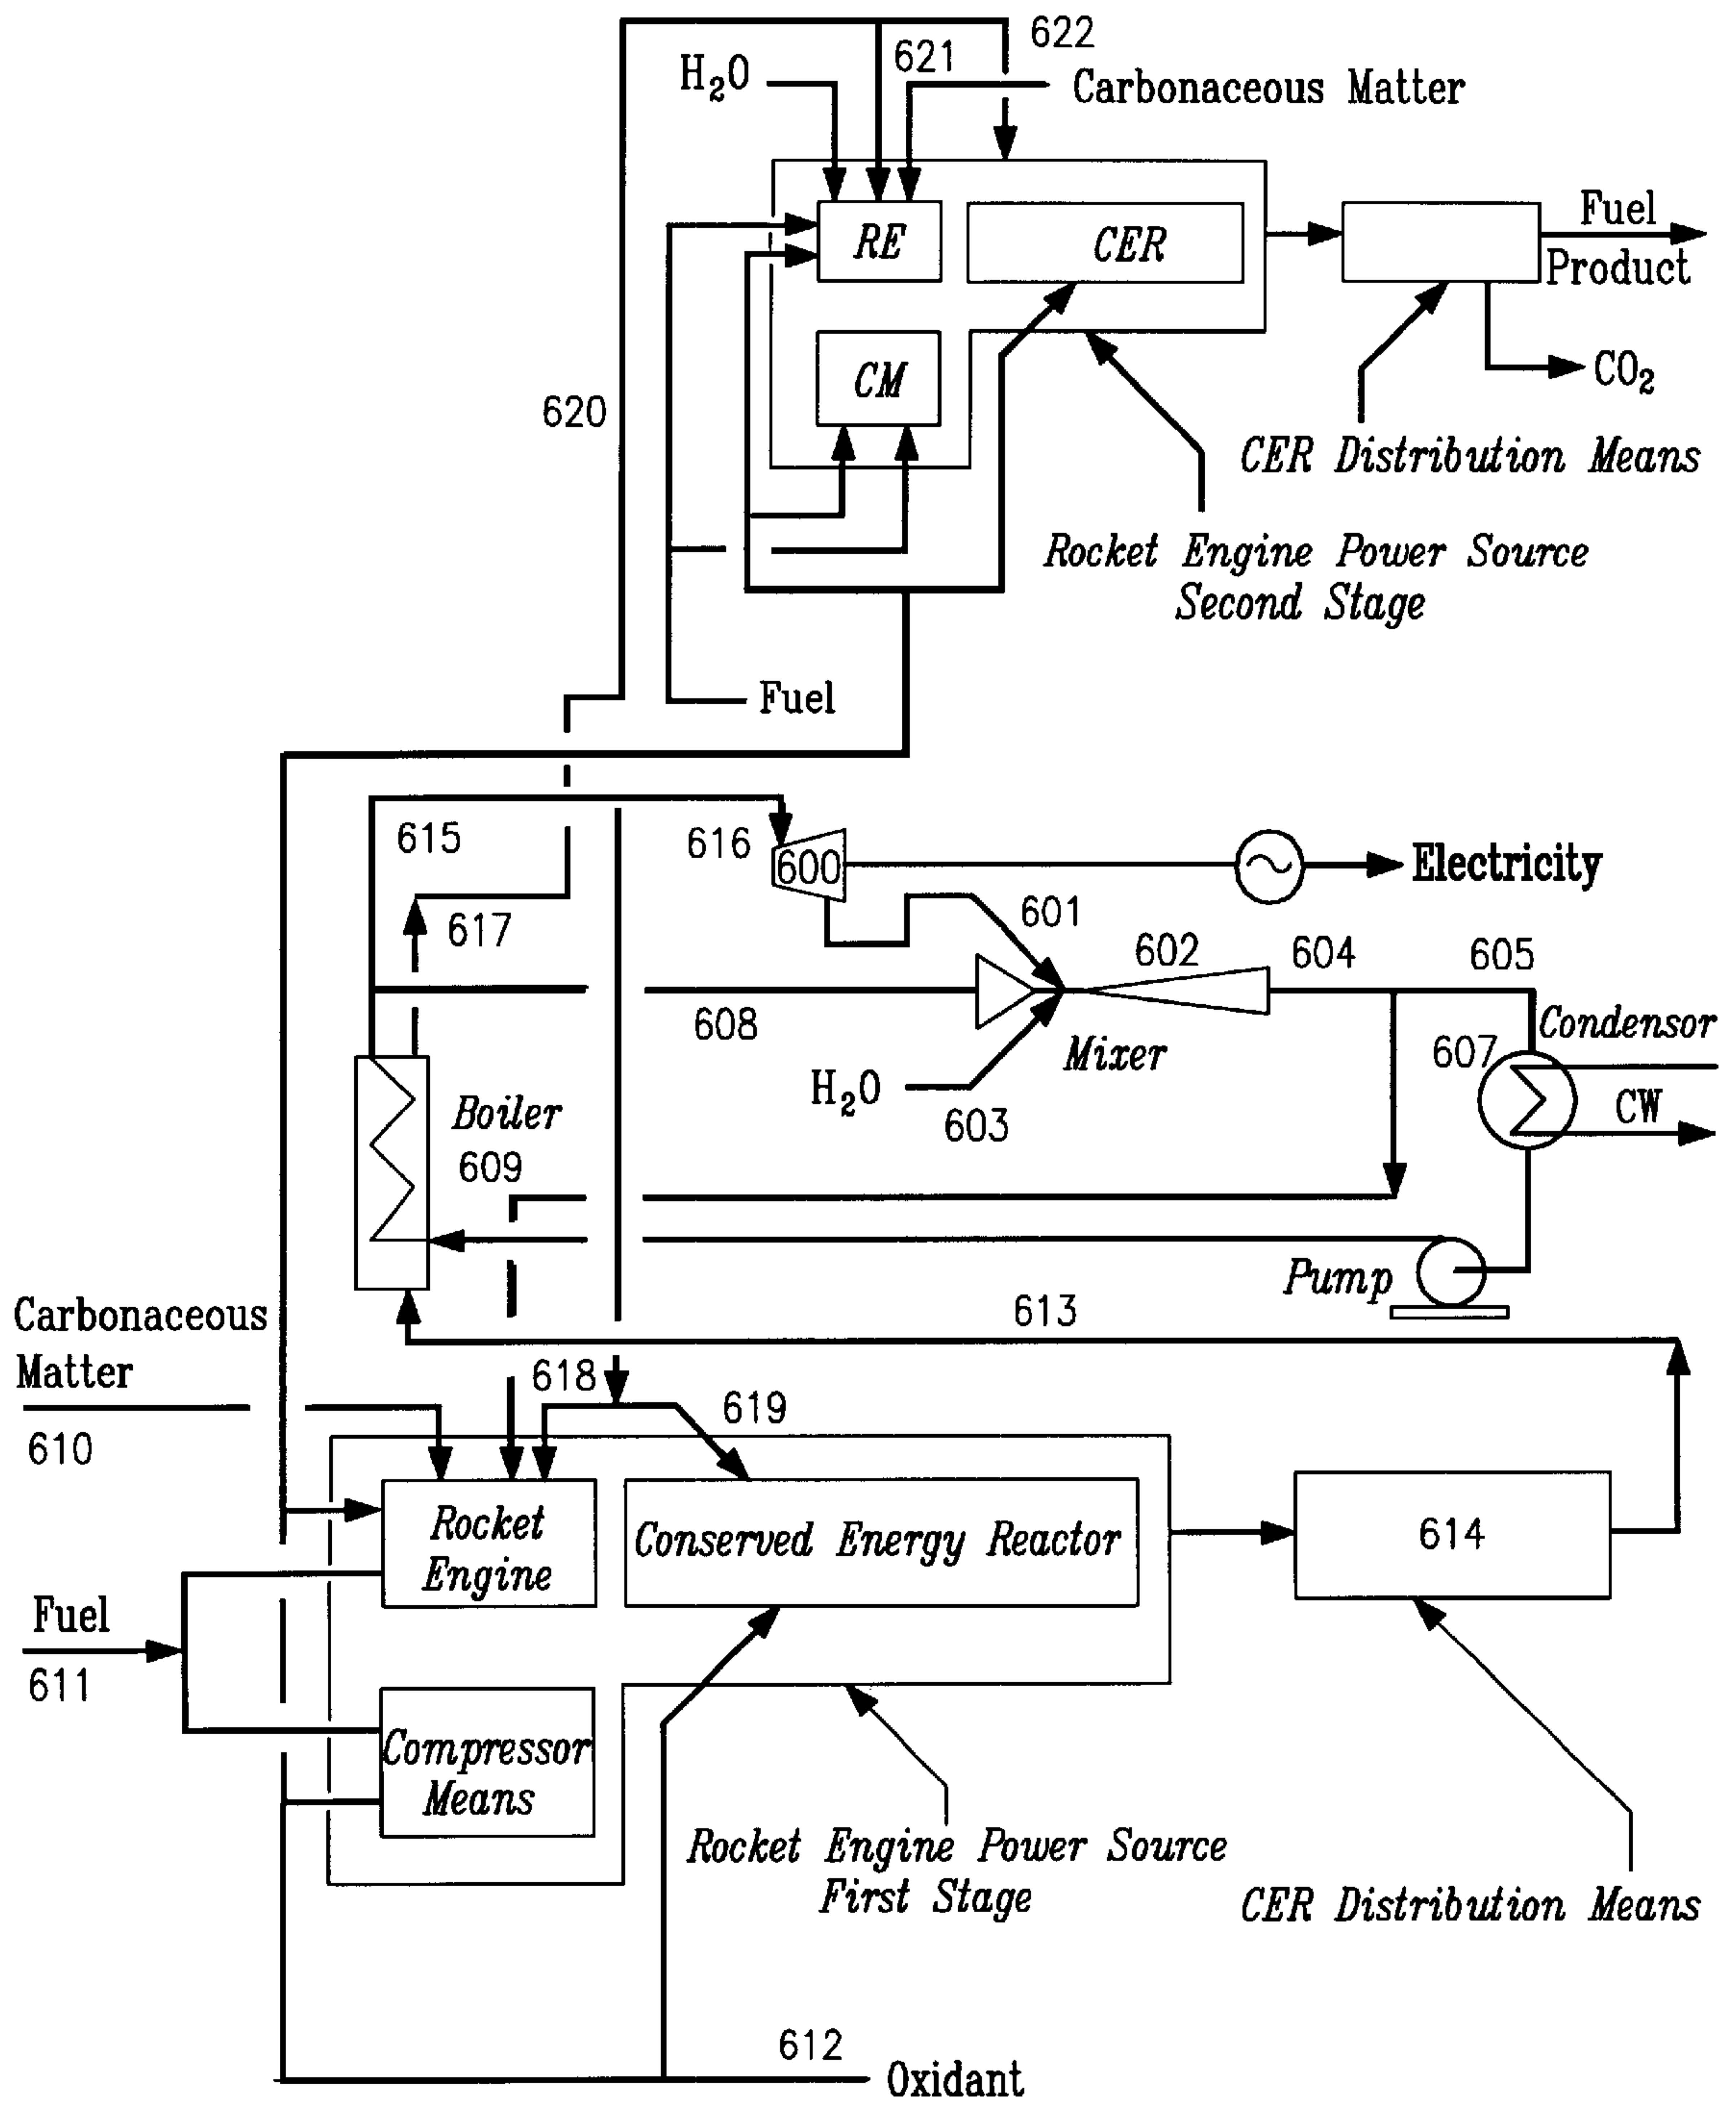 622
621
H₂O
Carbonaceous Matter
Fuel
RE
CER
Product
CM
CO₂
620
CER Distribution Means
Rocket Engine Power Source
Second Stage
Fuel
615
616
600
Electricity
617
601
602
604
605
608
Condensor
607
Mixer
H₂O
CW
Boiler
603
609
Pump
Carbonaceous
613
Matter
618
619
610
Rocket
Engine
Conserved Energy Reactor
614
Fuel
611
Compressor
Means
Rocket Engine Power Source
First Stage
CER Distribution Means
612
Oxidant